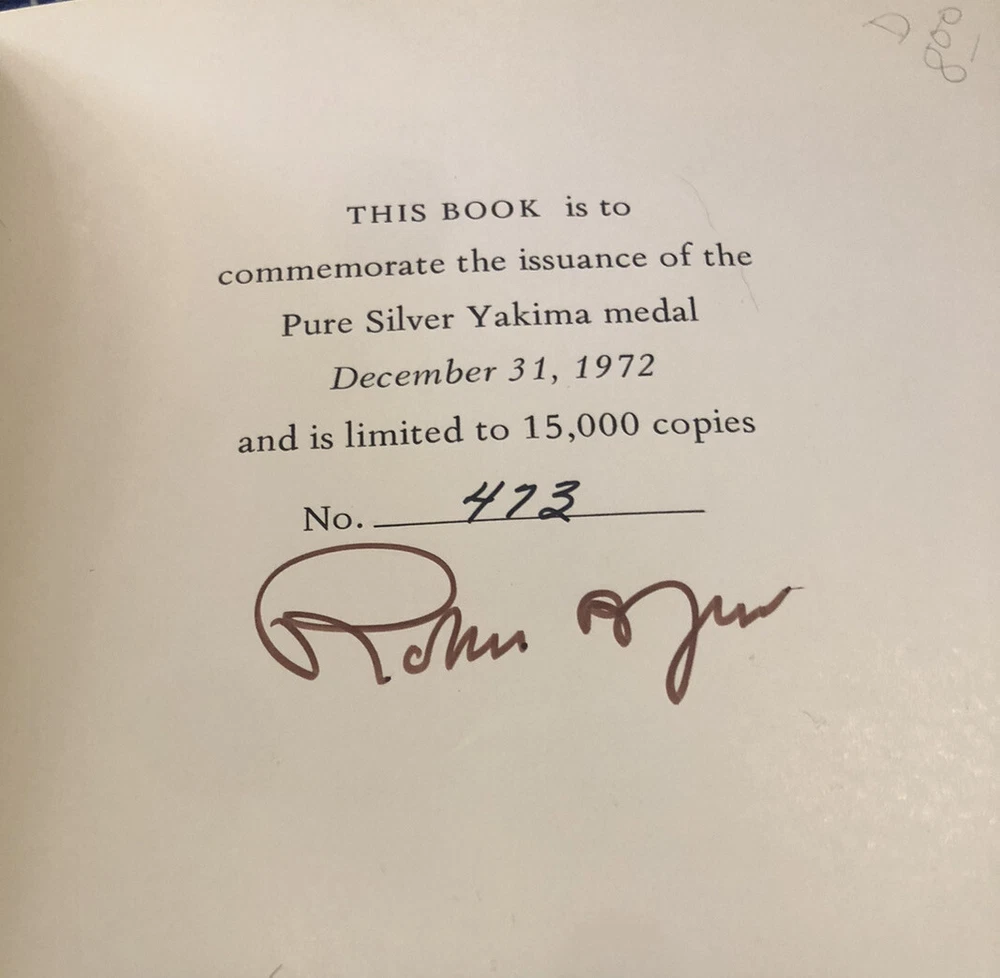 D
800
THIS BOOK is to
commemorate the issuance of the
Pure Silver Yakima medal
December 31, 1972
and is limited to 15,000 copies
No. 473